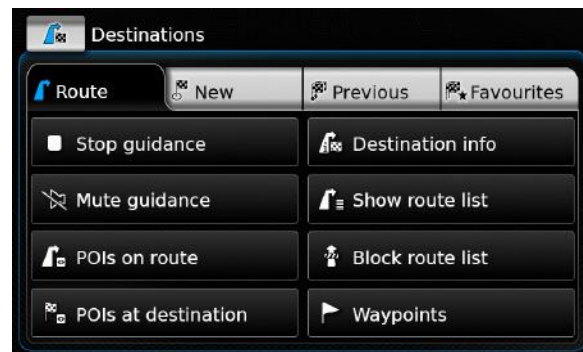 Destinations
Route New Previous Favourites
Stop guidance Destination info
Mute guidance Show route list
POIs on route Block route list
POIs at destination Waypoints